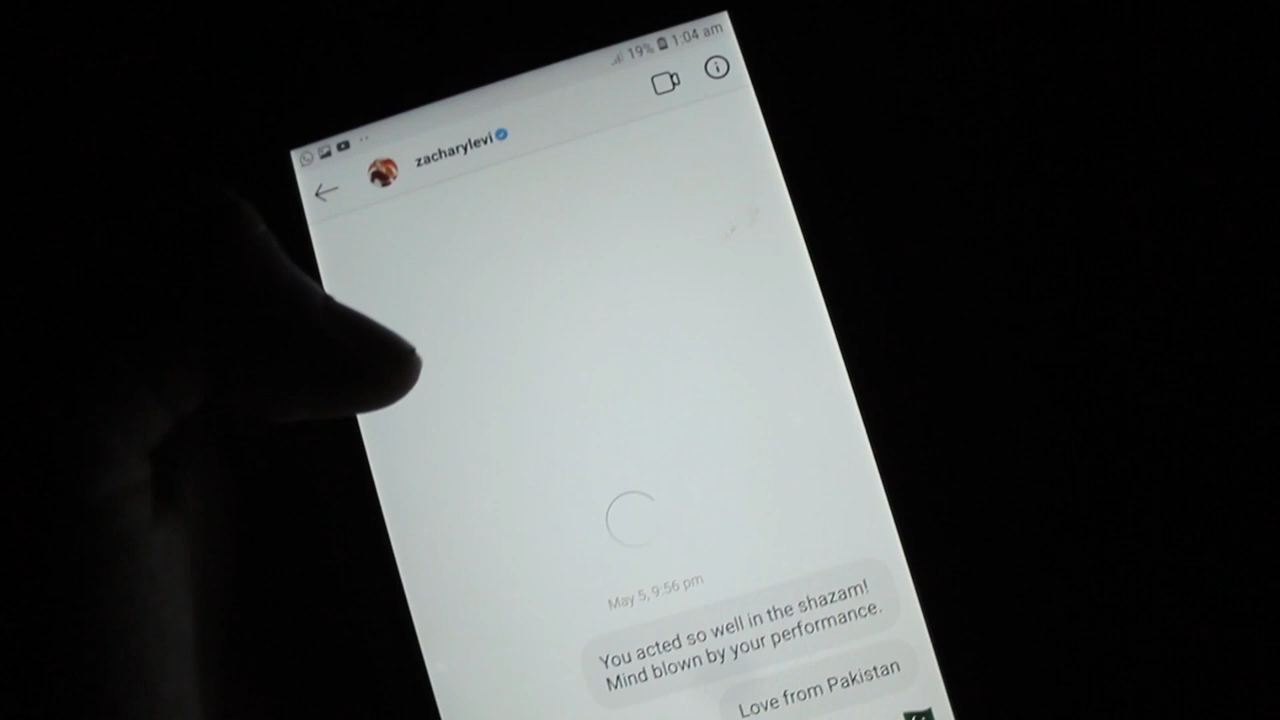 19% 1:04 am
zacharylevi
May 5, 9:56 pm
You acted so well in the shazam!
Mind blown by your performance.
Love from Pakistan